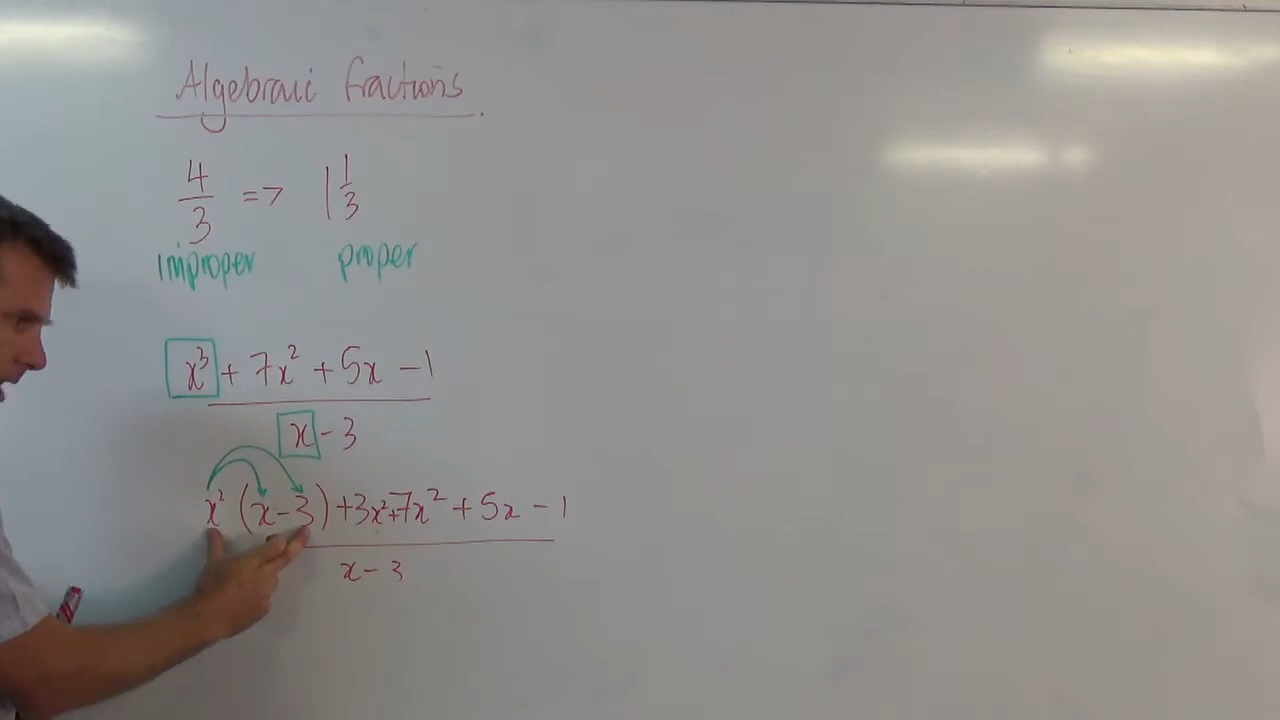 Algebraic fractions.
4/3 => 1 1/3
improper proper
x³ + 7x² + 5x - 1
x - 3
x² (x - 3) + 3x² + 7x² + 5x - 1
x - 3